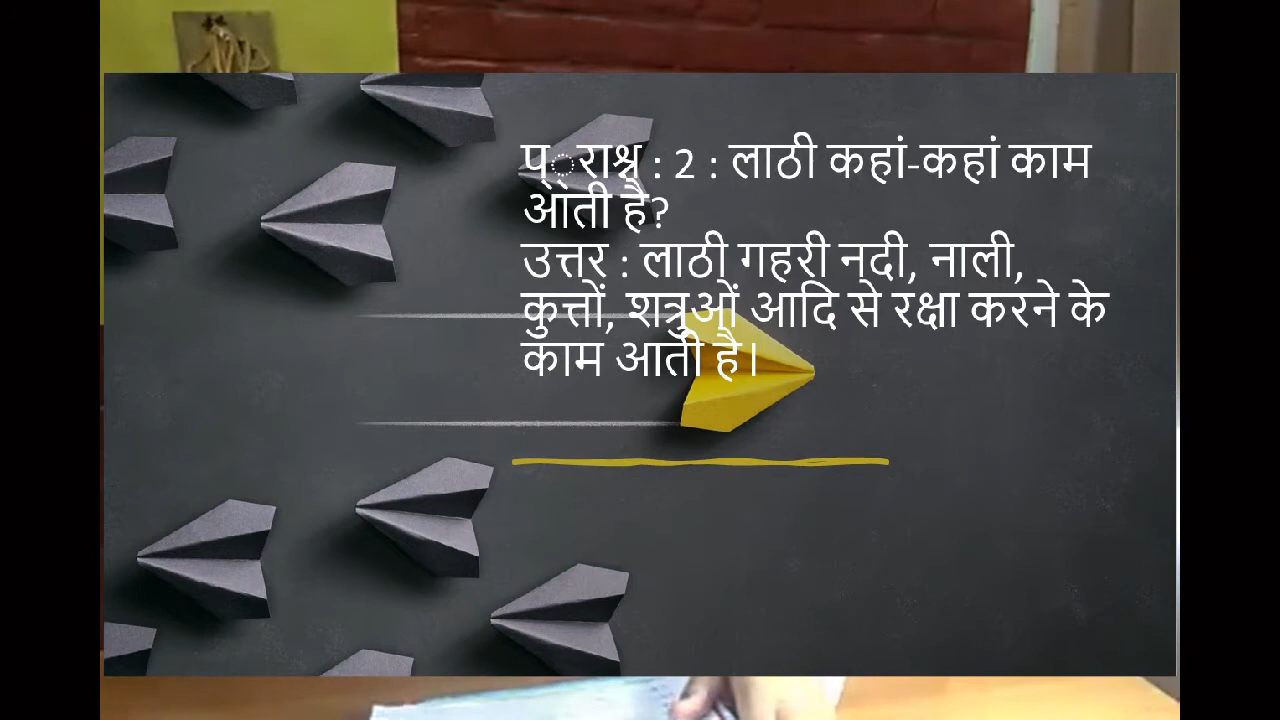 प््राश्न : 2 : लाठी कहां-कहां काम
आती है?
उत्तर : लाठी गहरी नदी, नाली,
कुत्तों, शत्रुओं आदि से रक्षा करने के
काम आती है।